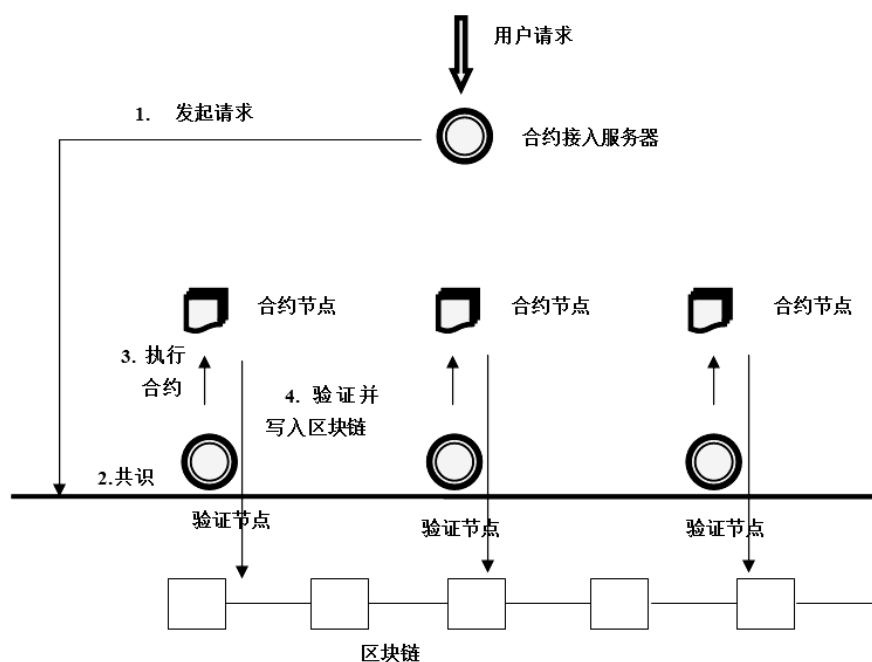 用户请求
1. 发起请求
合约接入服务器
合约节点
合约节点
合约节点
3. 执行
合约
4. 验证并
写入区块链
2.共识
验证节点
验证节点
验证节点
区块链